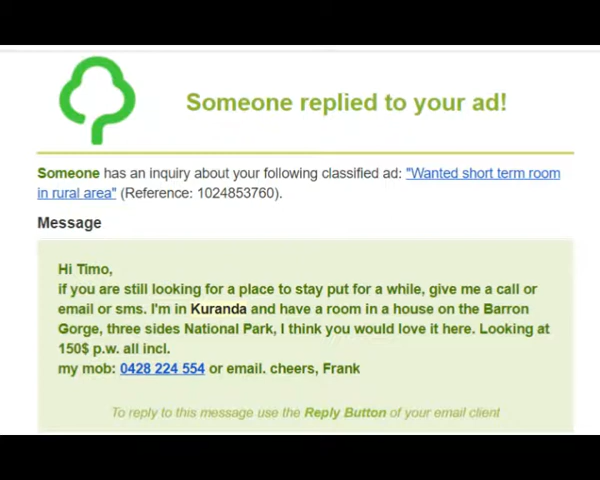 Someone replied to your ad!
Someone has an inquiry about your following classified ad: "Wanted short term room
in rural area" (Reference: 1024853760).
Message
Hi Timo,
if you are still looking for a place to stay put for a while, give me a call or
email or sms. I'm in Kuranda and have a room in a house on the Barron
Gorge, three sides National Park, I think you would love it here. Looking at
150$ p.w. all incl.
my mob: 0428 224 554 or email. cheers, Frank
To reply to this message use the Reply Button of your email client